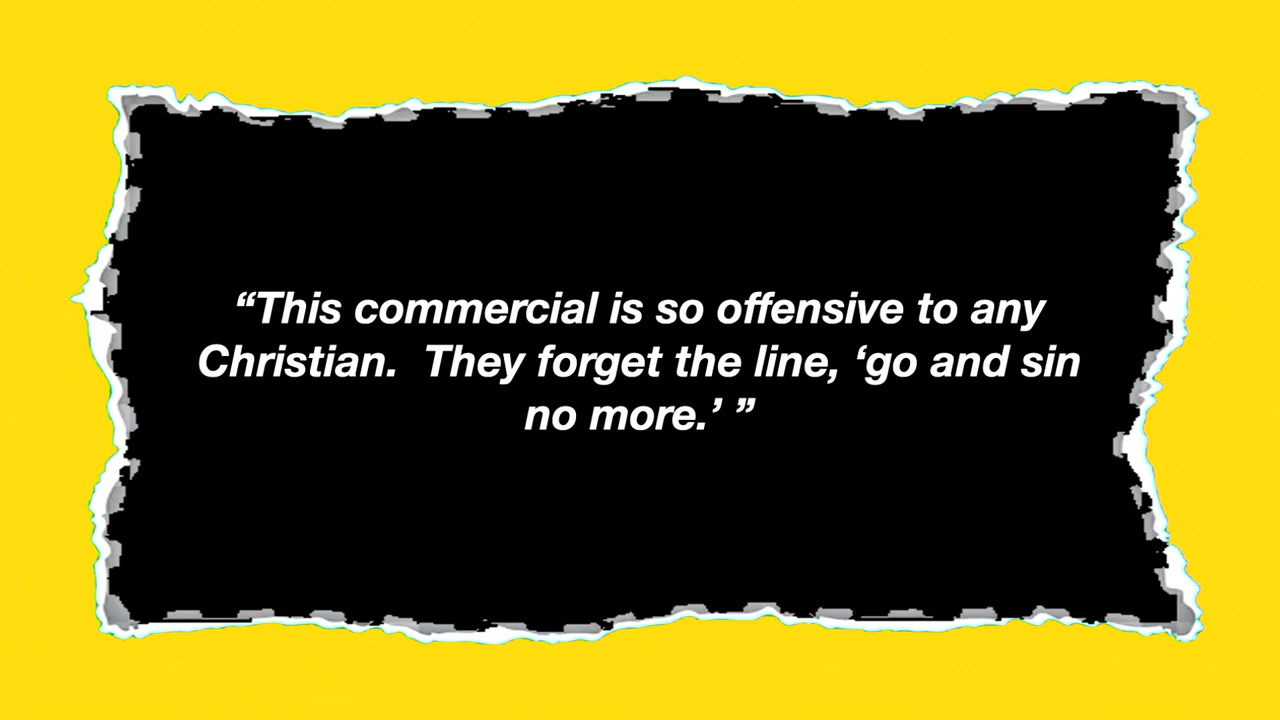 “This commercial is so offensive to any
Christian.  They forget the line, ‘go and sin
no more.’ ”